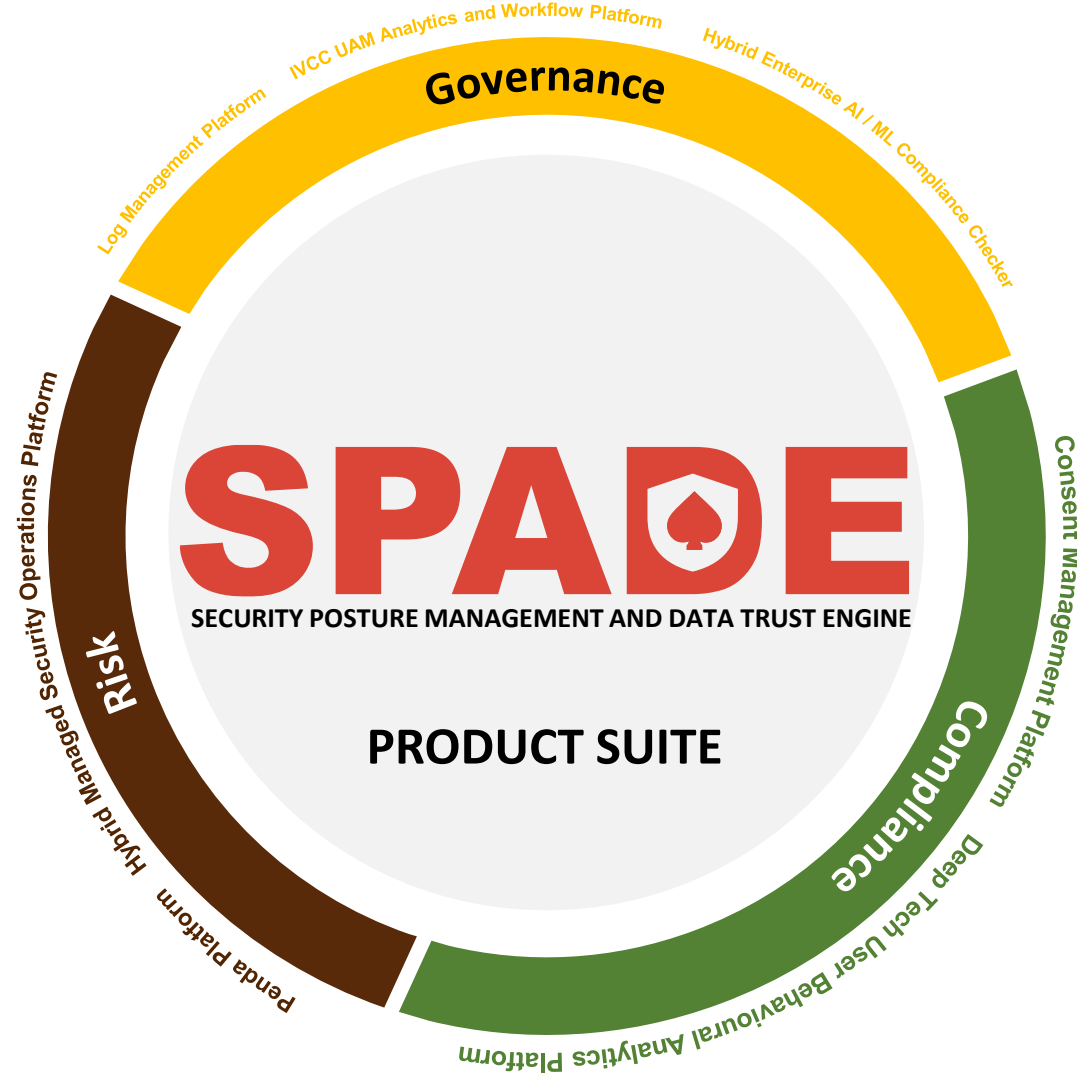 Log Management Platform
IVCC UAM Analytics and Workflow Platform
Hybrid Enterprise AI / ML Compliance Checker
Governance
Consent Management Platform
Deep Tech User Behavioural Analytics Platform
Compliance
Penda Platform
Hybrid Managed Security Operations Platform
Risk
SPADE
SECURITY POSTURE MANAGEMENT AND DATA TRUST ENGINE
PRODUCT SUITE